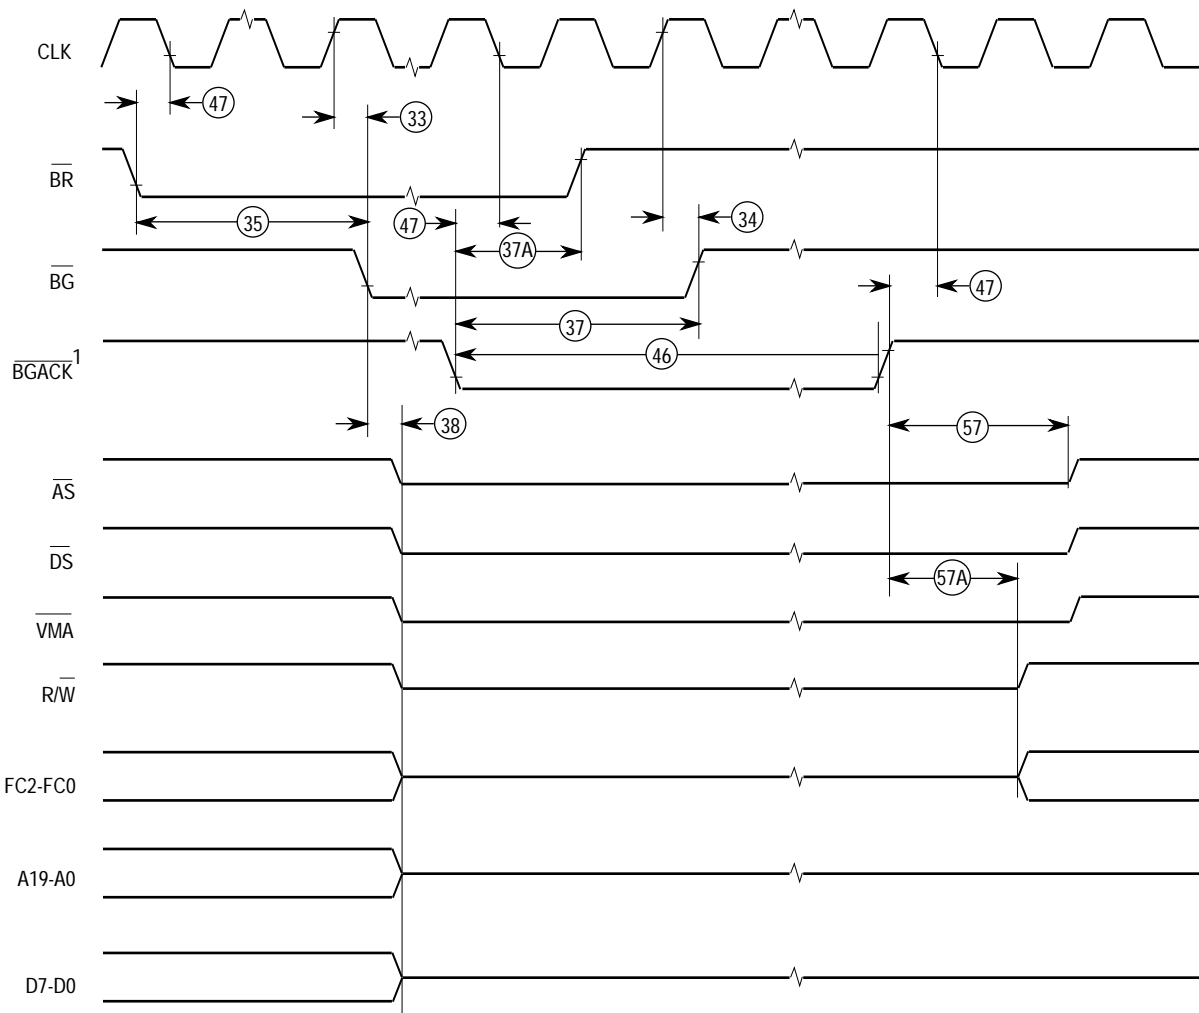 CLK
47
33
BR
35
47
37A
34
BG
47
37
BGACK1
46
38
57
AS
DS
57A
VMA
R/W
FC2-FC0
A19-A0
D7-D0